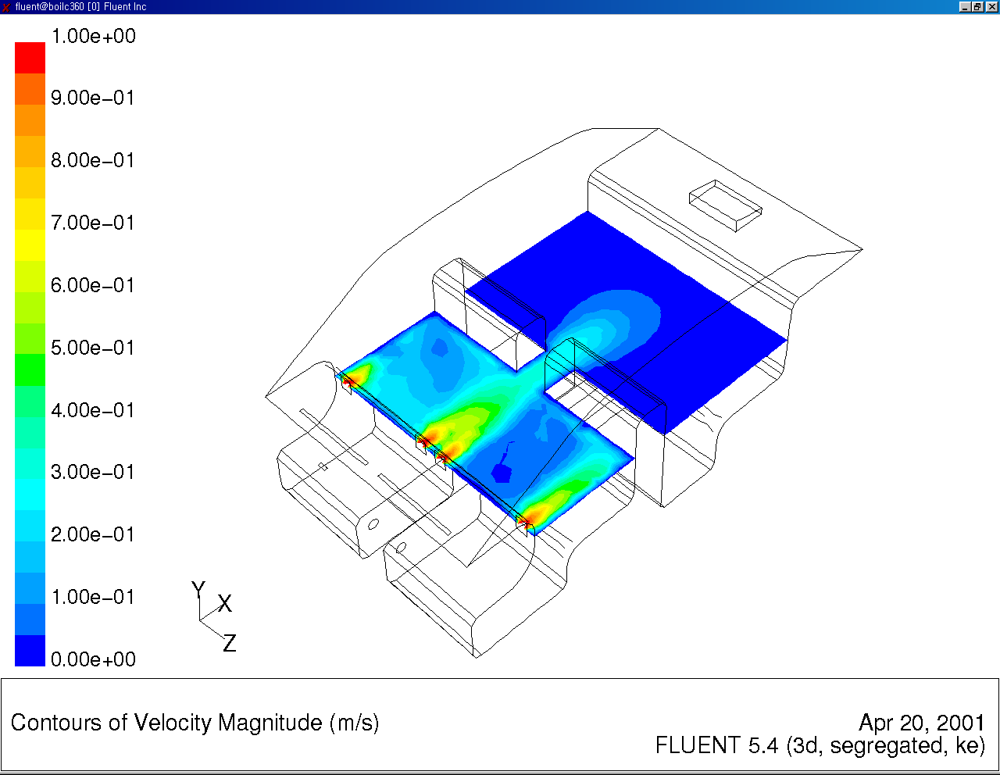 fluent@boilc360 [0] Fluent Inc
1.00e+00
9.00e−01
8.00e−01
7.00e−01
6.00e−01
5.00e−01
4.00e−01
3.00e−01
2.00e−01
1.00e−01
0.00e+00
Y
X
Z
Contours of Velocity Magnitude (m/s)
Apr 20, 2001
FLUENT 5.4 (3d, segregated, ke)